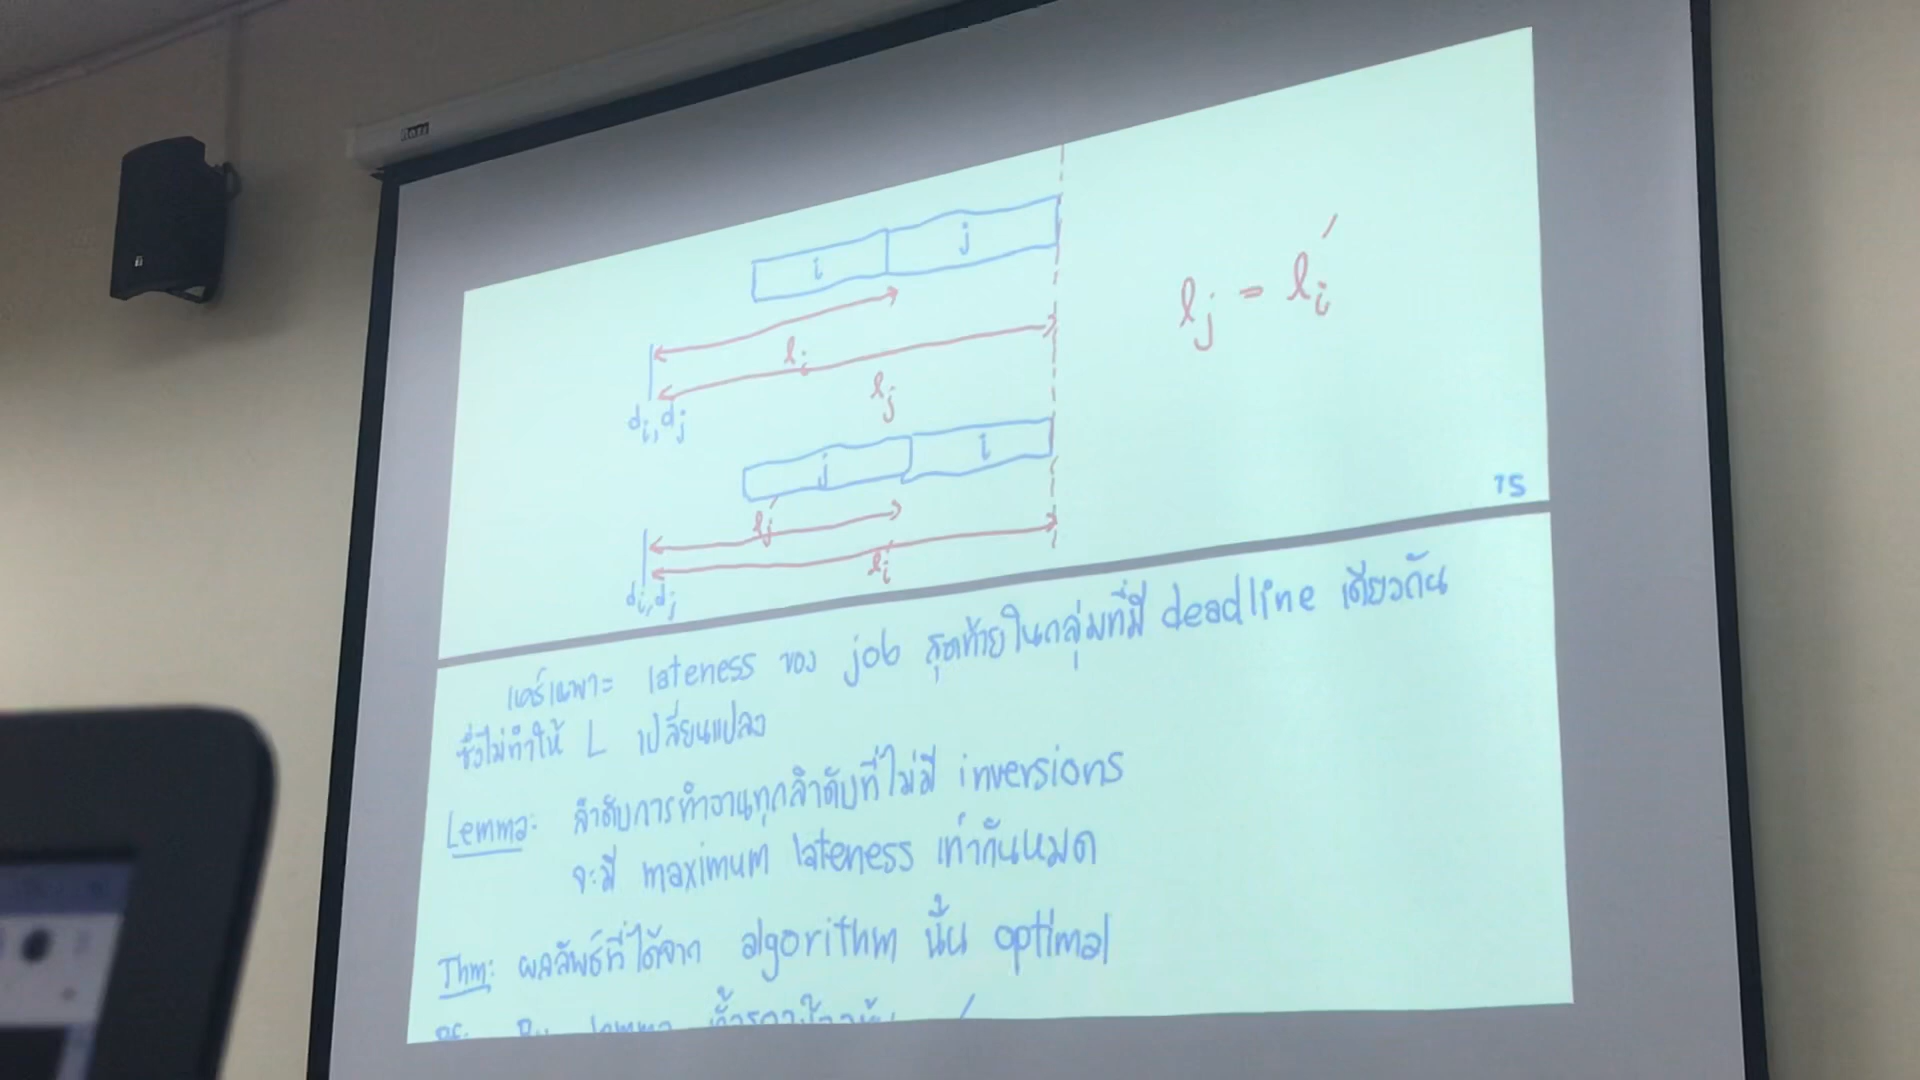 i j
l_i
l_j
d_i, d_j
l_j = l_i'
j i
l_j'
l_i'
d_i, d_j
15
แคร์เฉพาะ lateness ของ job สุดท้ายในกลุ่มที่มี deadline เดียวกัน
ซึ่งไม่ทำให้ L เปลี่ยนแปลง
Lemma: ลำดับการทำงานทุกลำดับที่ไม่มี inversions
จะมี maximum lateness เท่ากันหมด
Thm: ผลลัพธ์ที่ได้จาก algorithm นั้น optimal
Pf: By lemma